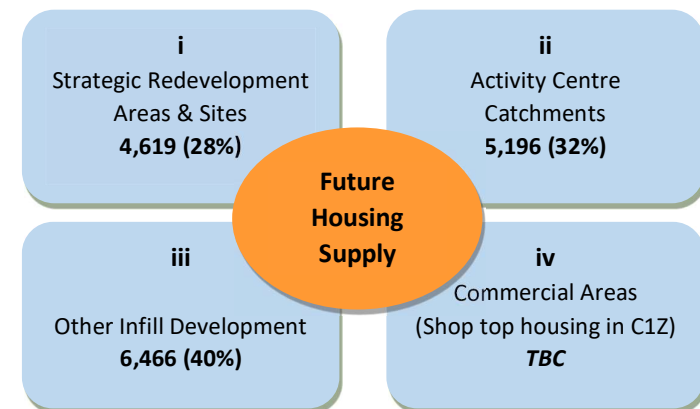 i
Strategic Redevelopment
Areas & Sites
4,619 (28%)
ii
Activity Centre
Catchments
5,196 (32%)
Future
Housing
Supply
iii
Other Infill Development
6,466 (40%)
iv
Commercial Areas
(Shop top housing in C1Z)
TBC